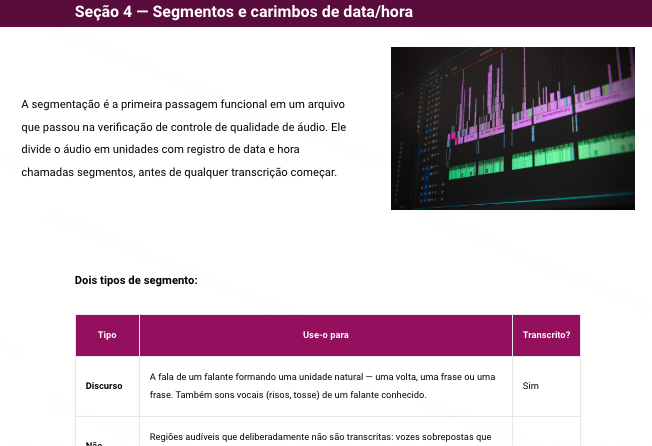 Seção 4 — Segmentos e carimbos de data/hora
A segmentação é a primeira passagem funcional em um arquivo
que passou na verificação de controle de qualidade de áudio. Ele
divide o áudio em unidades com registro de data e hora
chamadas segmentos, antes de qualquer transcrição começar.
Dois tipos de segmento:
Tipo Use-o para Transcrito?
A fala de um falante formando uma unidade natural — uma volta, uma frase ou uma
Discurso Sim
frase. Também sons vocais (risos, tosse) de um falante conhecido.
Regiões audíveis que deliberadamente não são transcritas: vozes sobrepostas que
Não